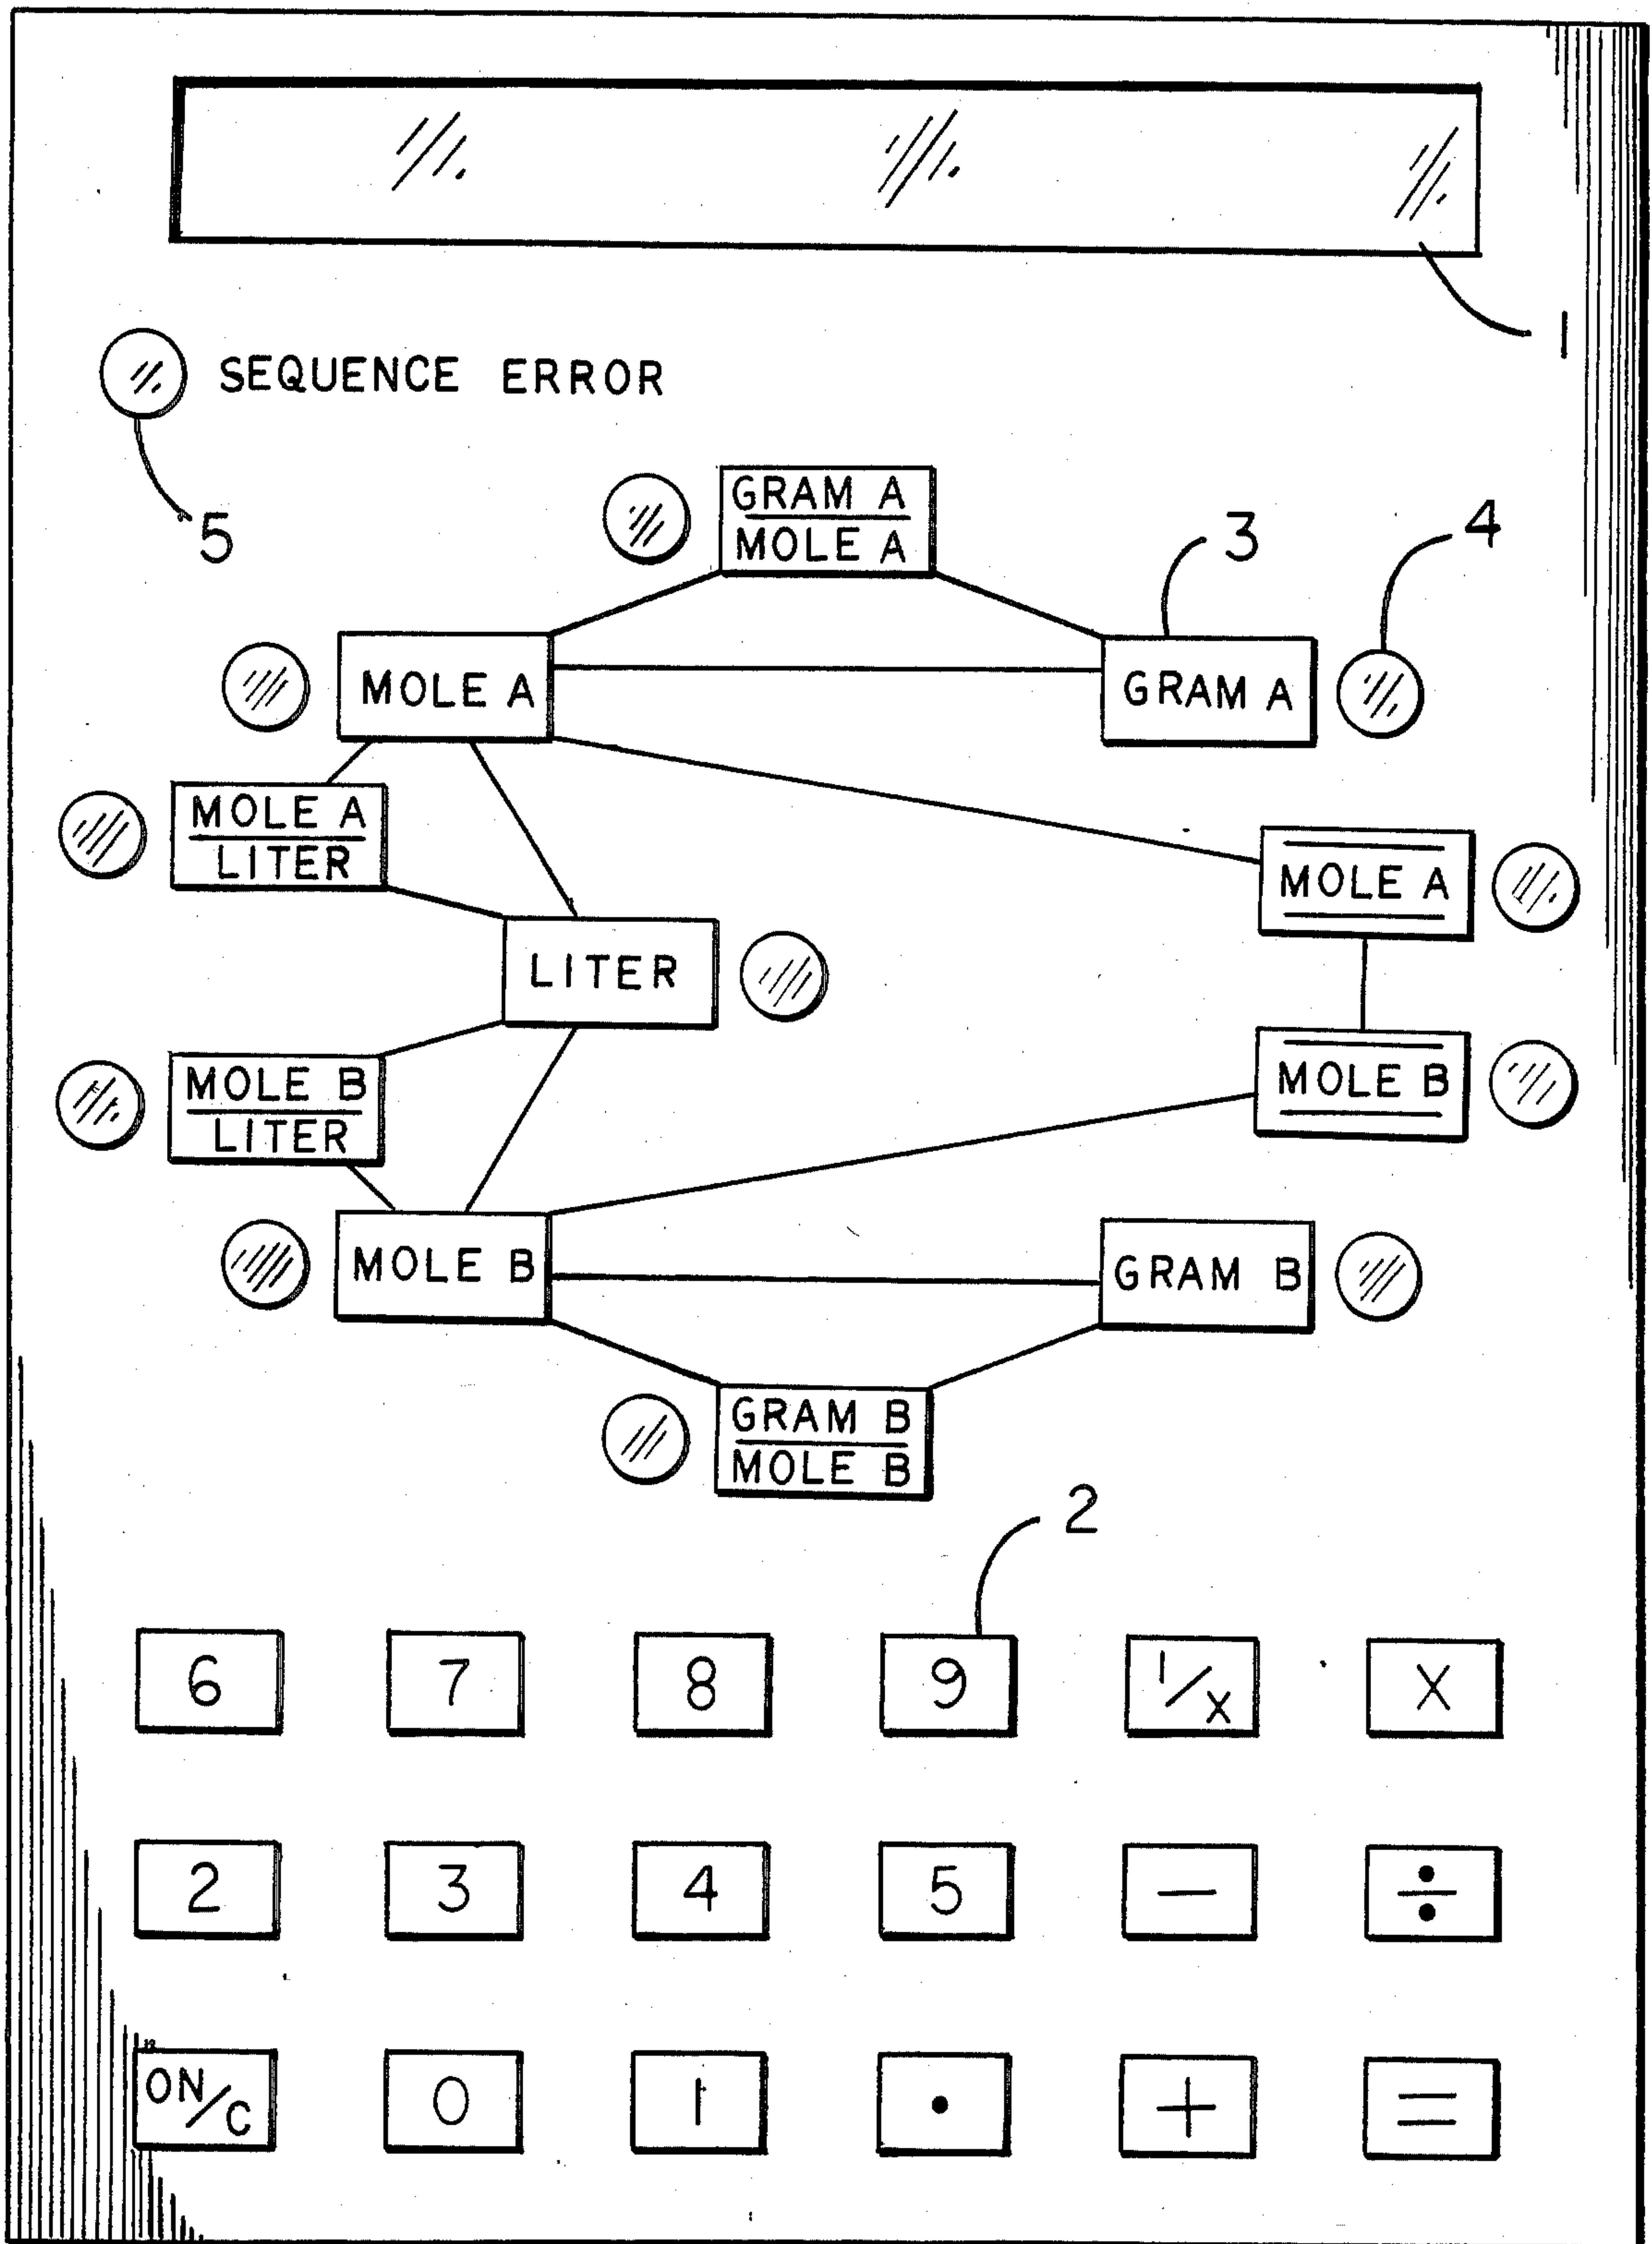 1
SEQUENCE ERROR
5
GRAM A
MOLE A
3
4
MOLE A
GRAM A
MOLE A
LITER
MOLE A
LITER
MOLE B
MOLE B
LITER
MOLE B
GRAM B
GRAM B
MOLE B
2
6 7 8 9 1/x X
2 3 4 5 − ÷
ON/C 0 1 • + =